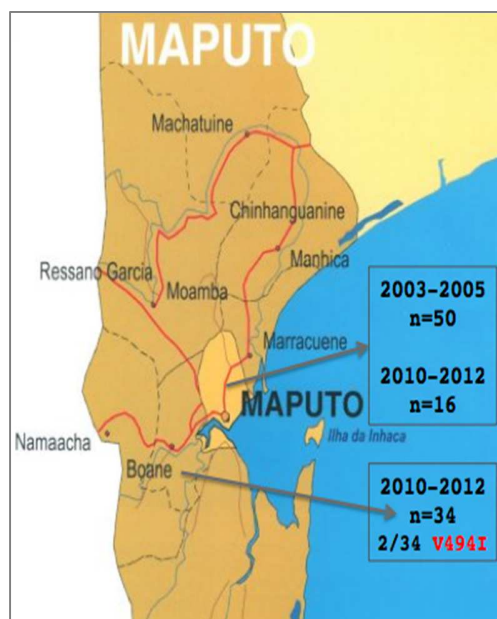 MAPUTO
Machatuine
Chinhanguanine
Manhica
Ressano Garcia
Moamba
2003-2005
n=50
Marracuene
2010-2012
n=16
MAPUTO
Namaacha
Ilha da Inhaca
Boane
2010-2012
n=34
2/34 V494I